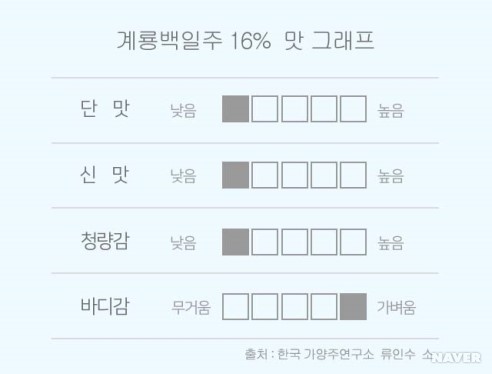 계룡백일주 16% 맛 그래프
단 맛 낮음 높음
신 맛 낮음 높음
청량감 낮음 높음
바디감 무거움 가벼움
출처 : 한국 가양주연구소 류인수 소
NAVER